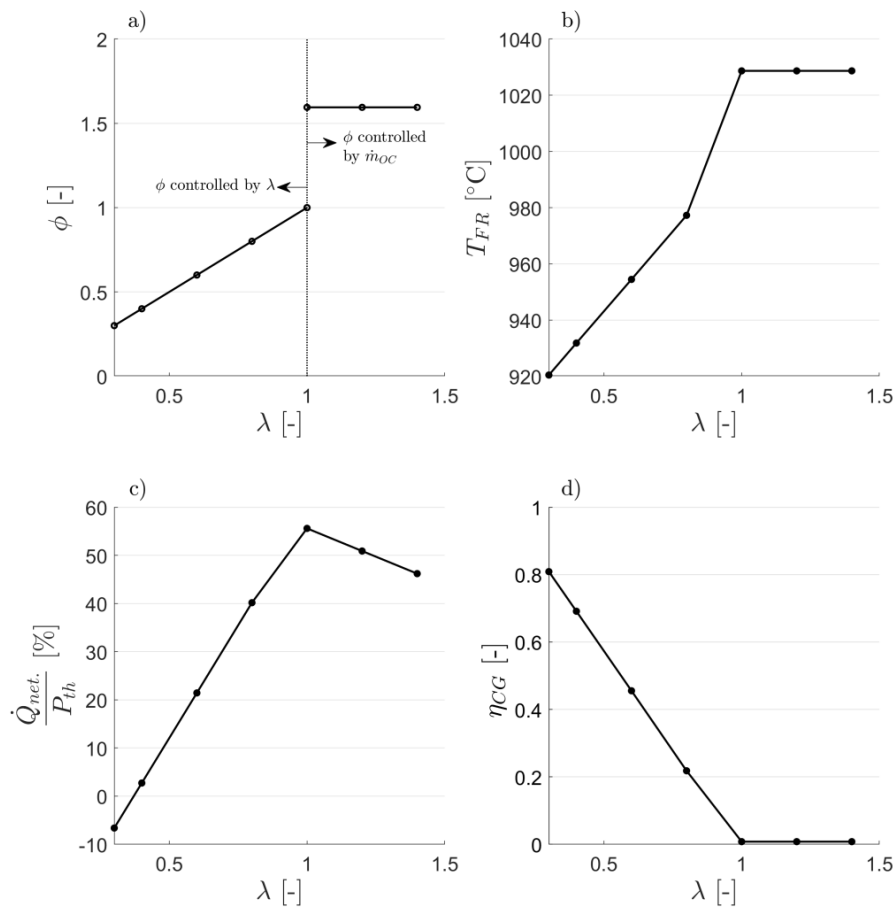 a)
2
1.5
1
0.5
0
ϕ [-]
ϕ controlled
by ṁ_OC
ϕ controlled by λ
0.5
1
1.5
λ [-]
b)
1040
1020
1000
980
960
940
920
T_FR [°C]
0.5
1
1.5
λ [-]
c)
60
50
40
30
20
10
0
-10
Q̇_net. / P_th [%]
0.5
1
1.5
λ [-]
d)
1
0.8
0.6
0.4
0.2
0
η_CG [-]
0.5
1
1.5
λ [-]